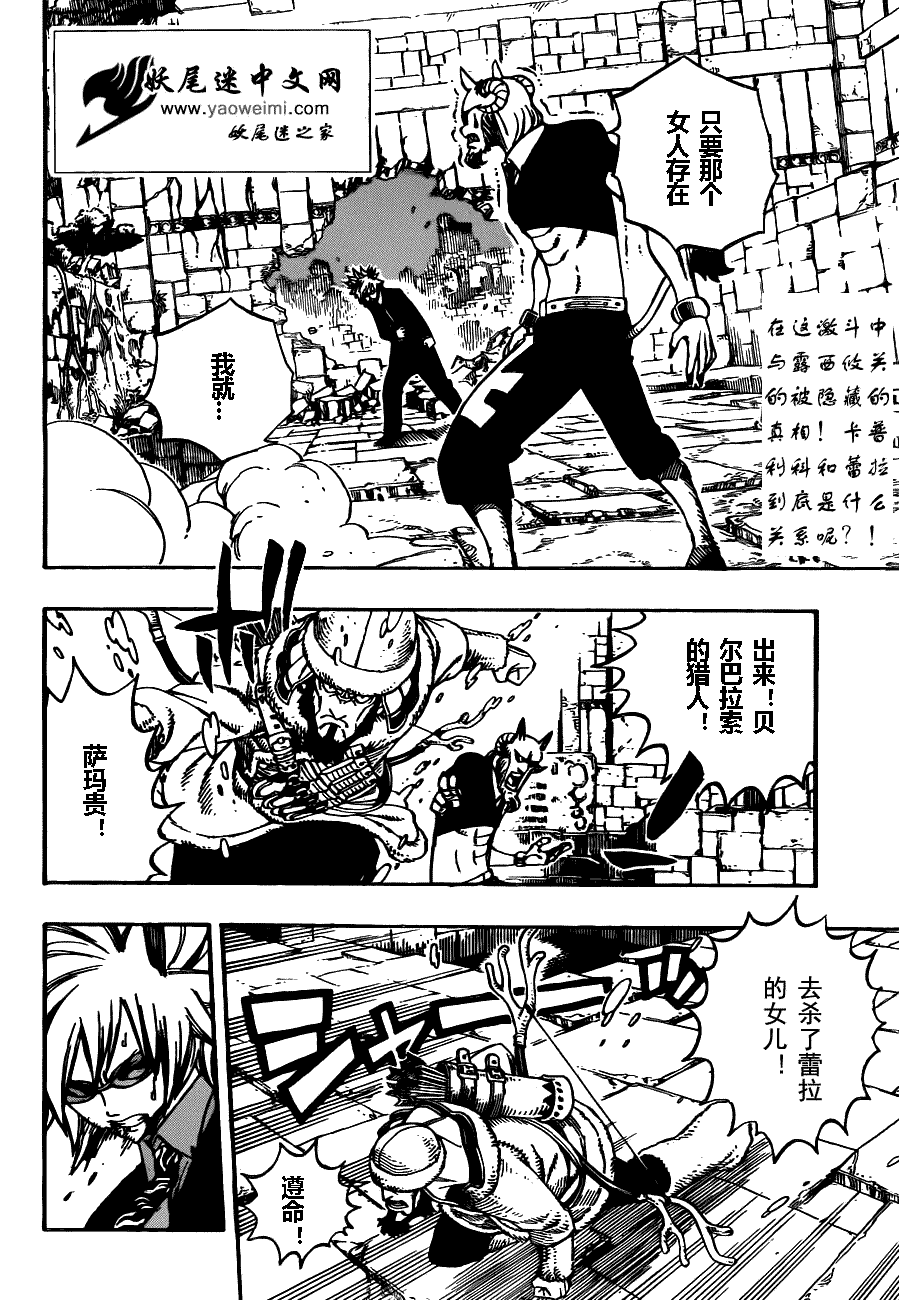 妖尾迷中文网
www.yaoweimi.com
妖尾迷之家
只要那个
女人存在
我就…
在这激斗中
与露西攸关
的被隐藏的
真相！卡普
利科和蕾拉
到底是什么
关系呢？！
出来！贝
尔巴拉索
的猎人！
萨玛贵！
去杀了蕾拉
的女儿！
遵命！